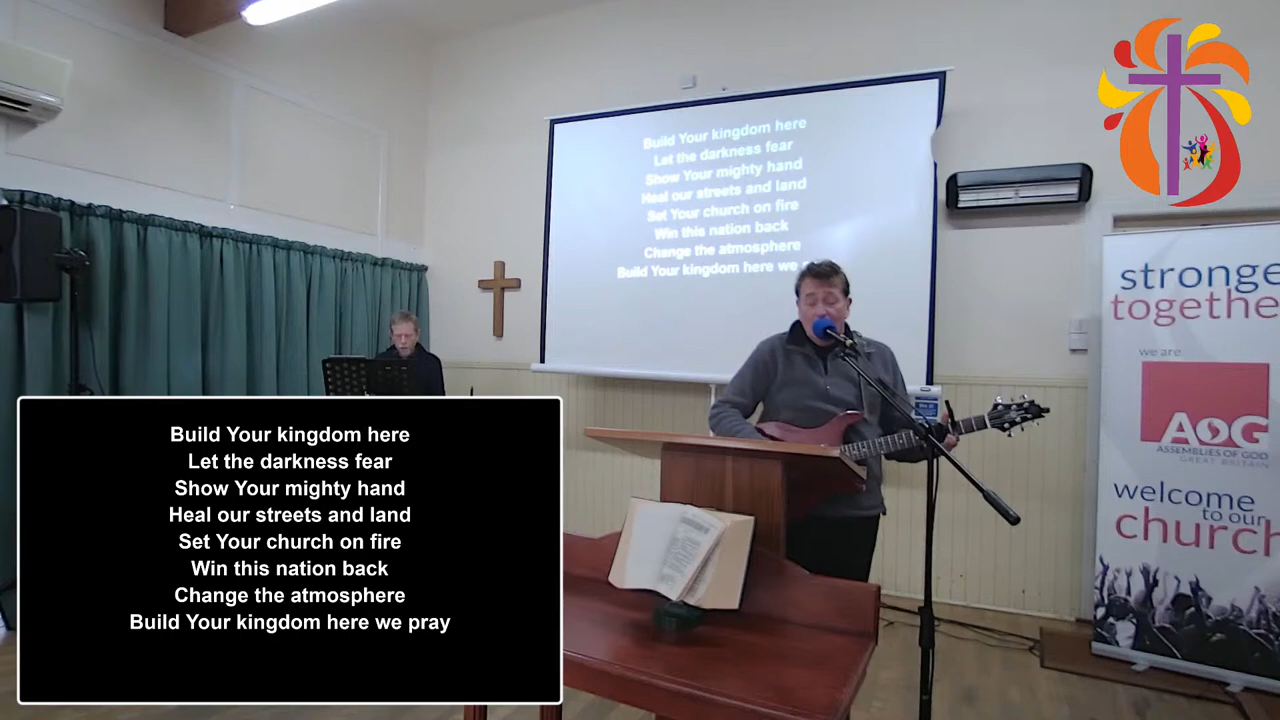 Build Your kingdom here
Let the darkness fear
Show Your mighty hand
Heal our streets and land
Set Your church on fire
Win this nation back
Change the atmosphere
Build Your kingdom here we
stronge
togethe
we are
AoG
ASSEMBLIES OF GOD
GREAT BRITAIN
welcome
to our
church
Build Your kingdom here
Let the darkness fear
Show Your mighty hand
Heal our streets and land
Set Your church on fire
Win this nation back
Change the atmosphere
Build Your kingdom here we pray